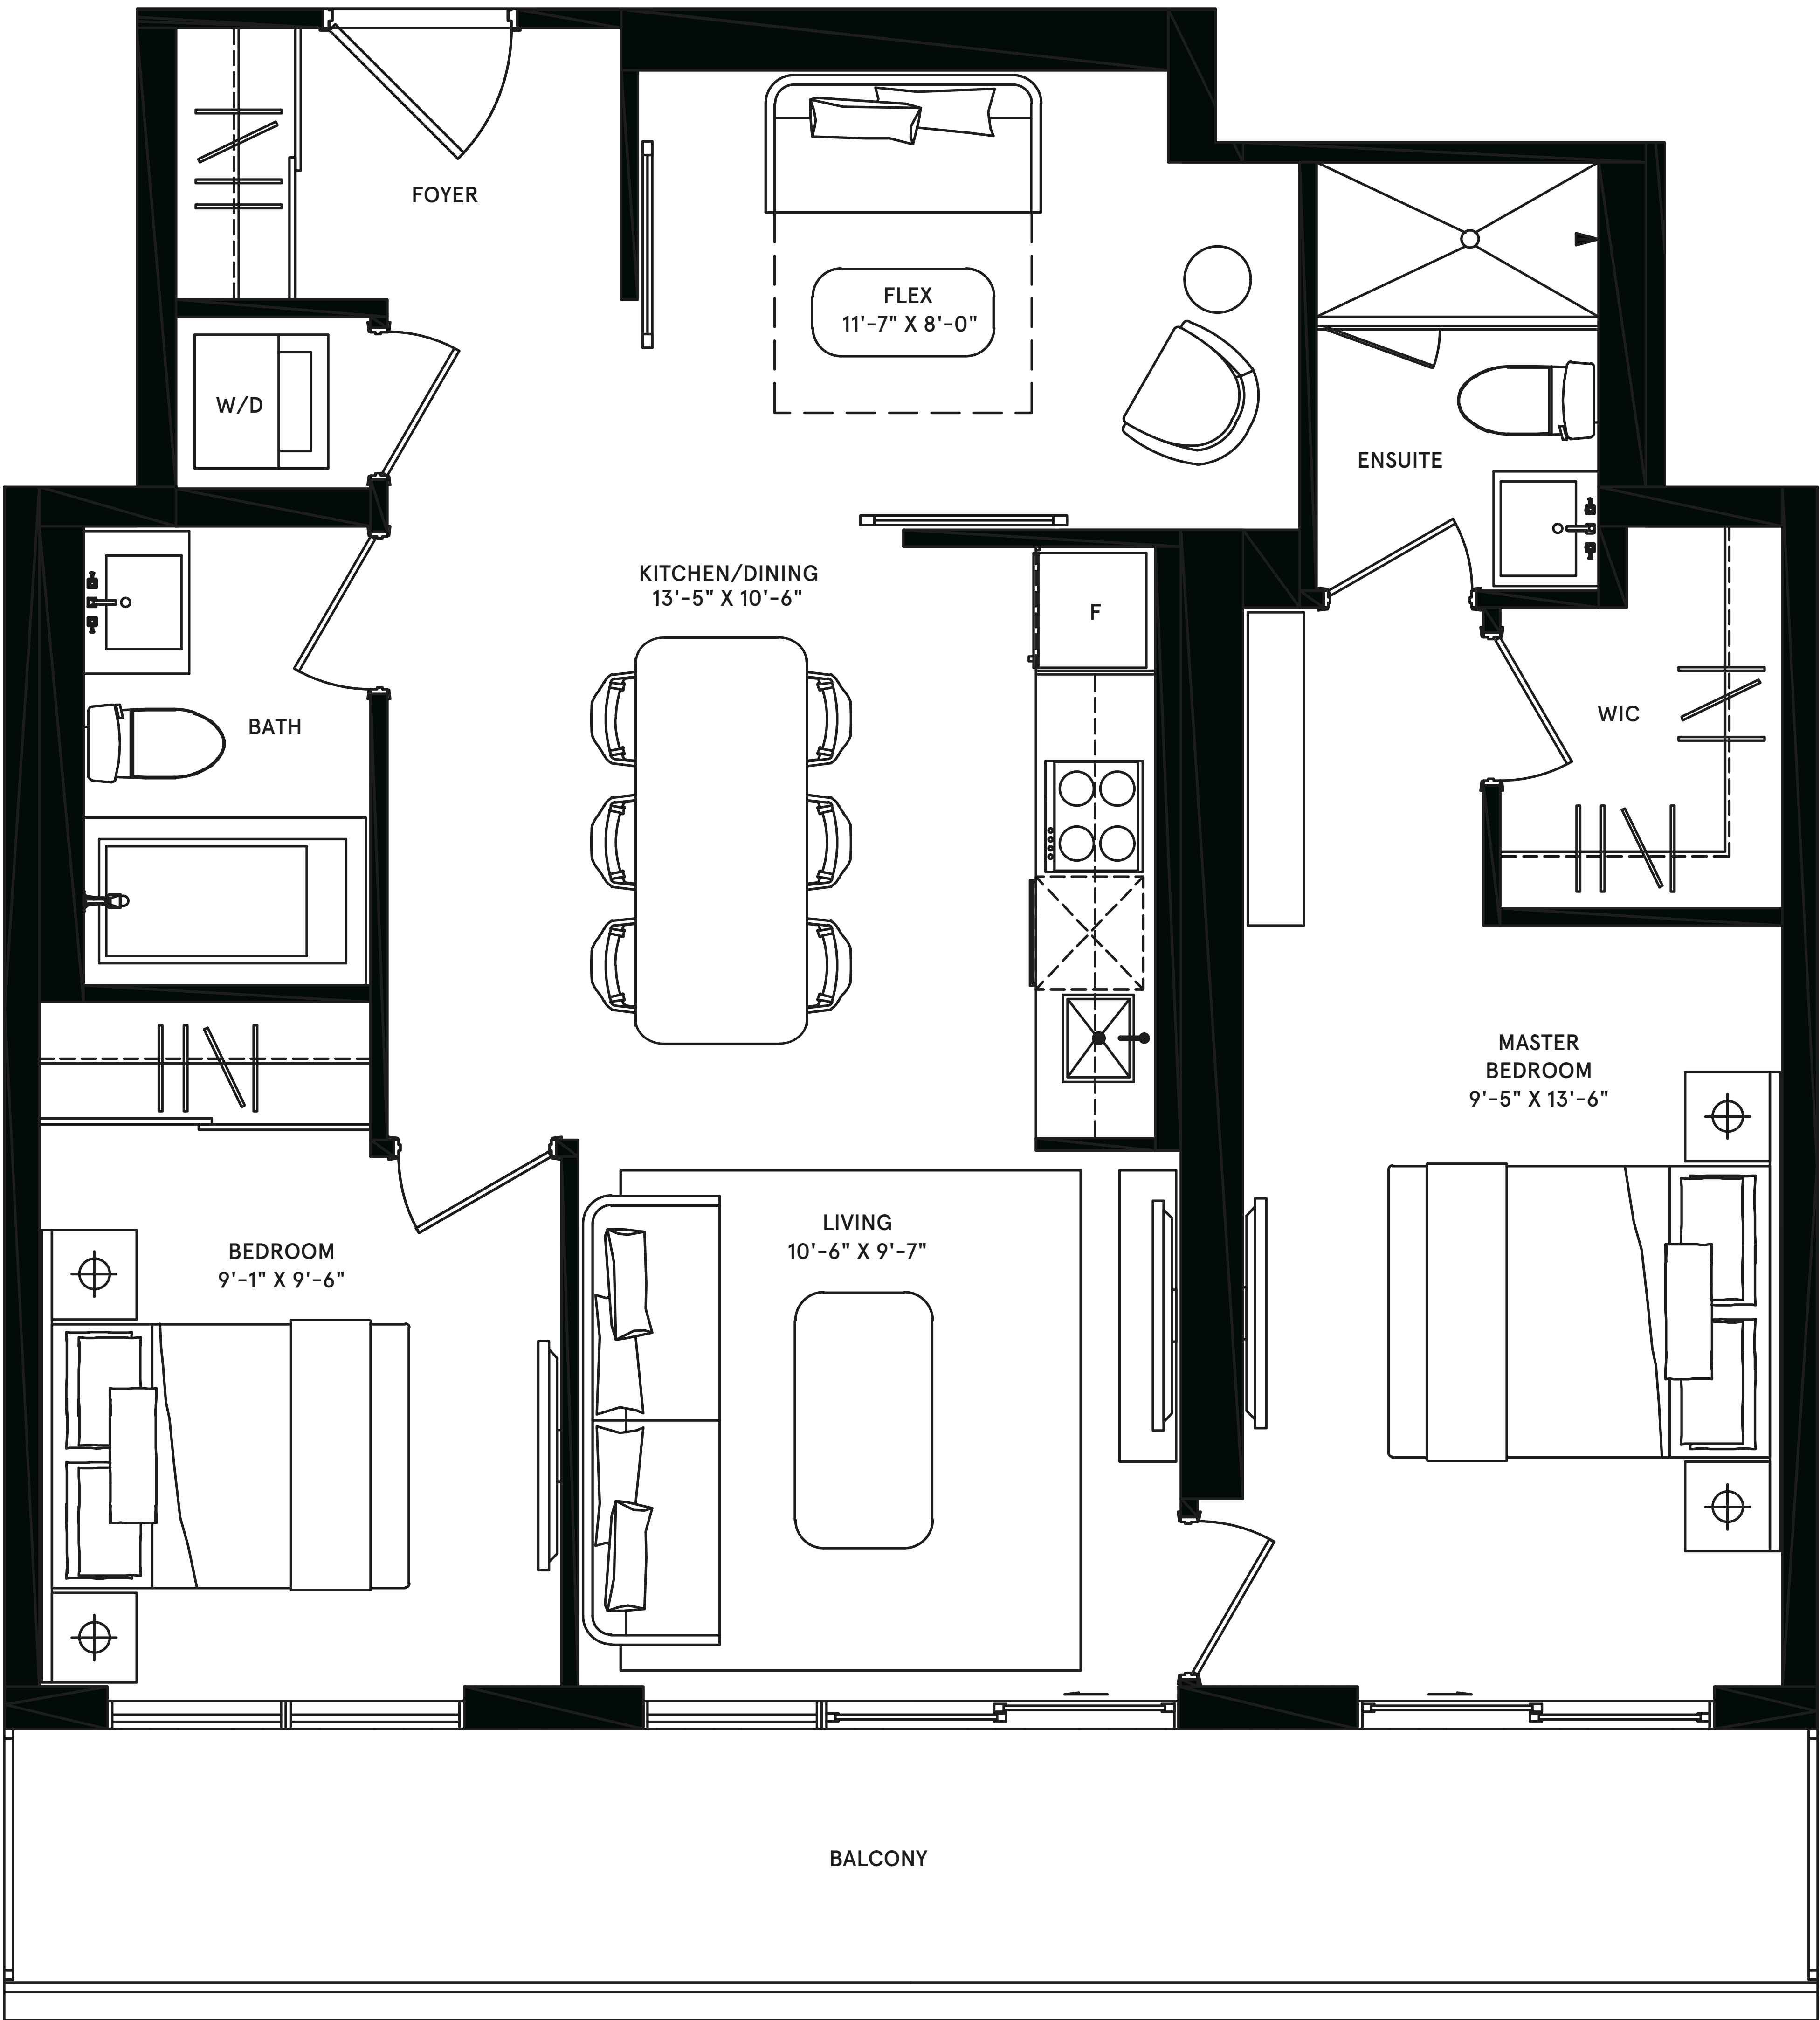 FOYER
FLEX
11'-7" X 8'-0"
W/D
ENSUITE
KITCHEN/DINING
13'-5" X 10'-6"
F
WIC
BATH
MASTER
BEDROOM
9'-5" X 13'-6"
LIVING
10'-6" X 9'-7"
BEDROOM
9'-1" X 9'-6"
BALCONY